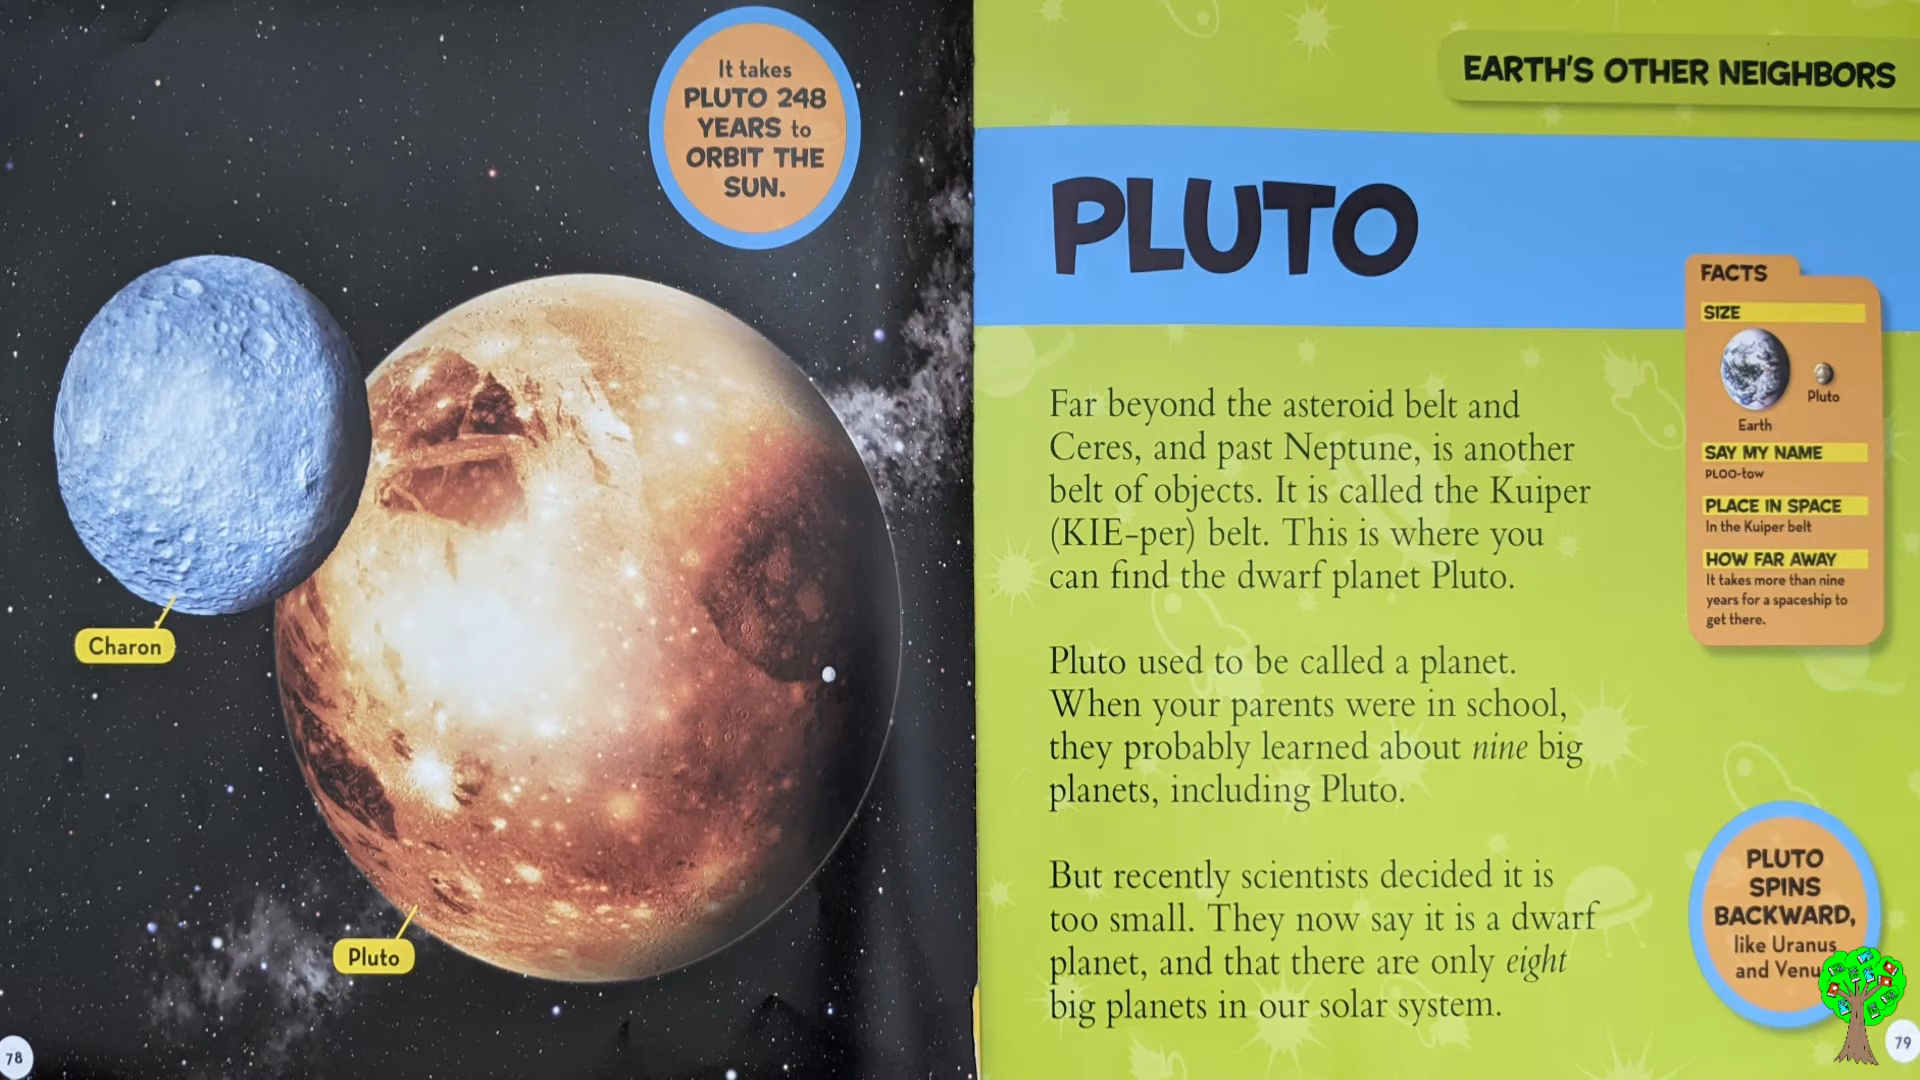 It takes
PLUTO 248
YEARS to
ORBIT THE
SUN.
Charon
Pluto
78
EARTH'S OTHER NEIGHBORS
PLUTO
Far beyond the asteroid belt and
Ceres, and past Neptune, is another
belt of objects. It is called the Kuiper
(KIE-per) belt. This is where you
can find the dwarf planet Pluto.
Pluto used to be called a planet.
When your parents were in school,
they probably learned about nine big
planets, including Pluto.
But recently scientists decided it is
too small. They now say it is a dwarf
planet, and that there are only eight
big planets in our solar system.
FACTS
SIZE
Earth
Pluto
SAY MY NAME
PLOO-tow
PLACE IN SPACE
In the Kuiper belt
HOW FAR AWAY
It takes more than nine
years for a spaceship to
get there.
PLUTO
SPINS
BACKWARD,
like Uranus
and Venu
79